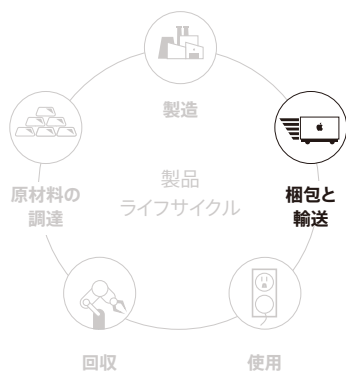 製造
梱包と
輸送
製品
ライフサイクル
原材料の
調達
回収
使用